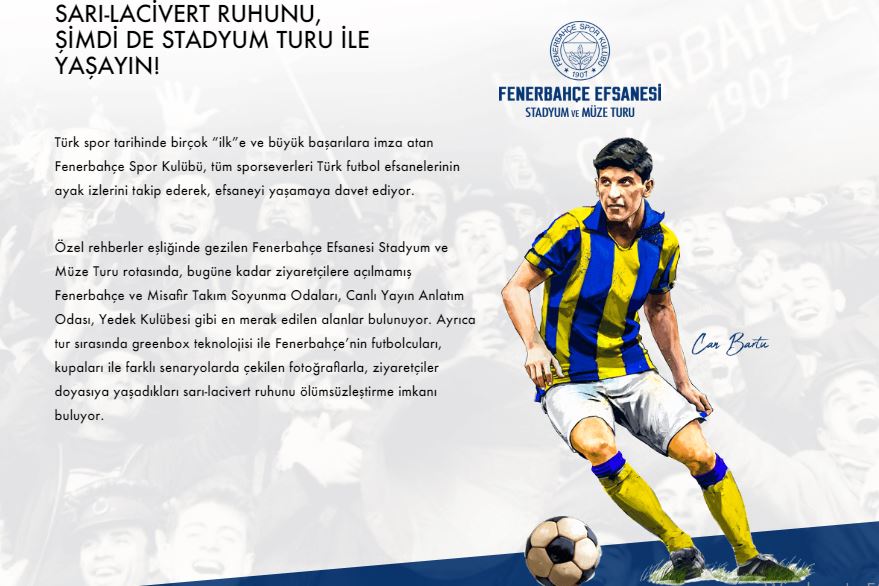 SARI-LACİVERT RUHUNU,
ŞİMDİ DE STADYUM TURU İLE
YAŞAYIN!
Türk spor tarihinde birçok “ilk”e ve büyük başarılara imza atan
Fenerbahçe Spor Kulübü, tüm sporseverleri Türk futbol efsanelerinin
ayak izlerini takip ederek, efsaneyi yaşamaya davet ediyor.
Özel rehberler eşliğinde gezilen Fenerbahçe Efsanesi Stadyum ve
Müze Turu rotasında, bugüne kadar ziyaretçilere açılmamış
Fenerbahçe ve Misafir Takım Soyunma Odaları, Canlı Yayın Anlatım
Odası, Yedek Kulübesi gibi en merak edilen alanlar bulunuyor. Ayrıca
tur sırasında greenbox teknolojisi ile Fenerbahçe’nin futbolcuları,
kupaları ile farklı senaryolarda çekilen fotoğraflarla, ziyaretçiler
doyasıya yaşadıkları sarı-lacivert ruhunu ölümsüzleştirme imkanı
buluyor.
FENERBAHÇE SPOR KULÜBÜ
1907
FENERBAHÇE EFSANESİ
STADYUM VE MÜZE TURU
Can Bartu
ERBAHÇE
1907